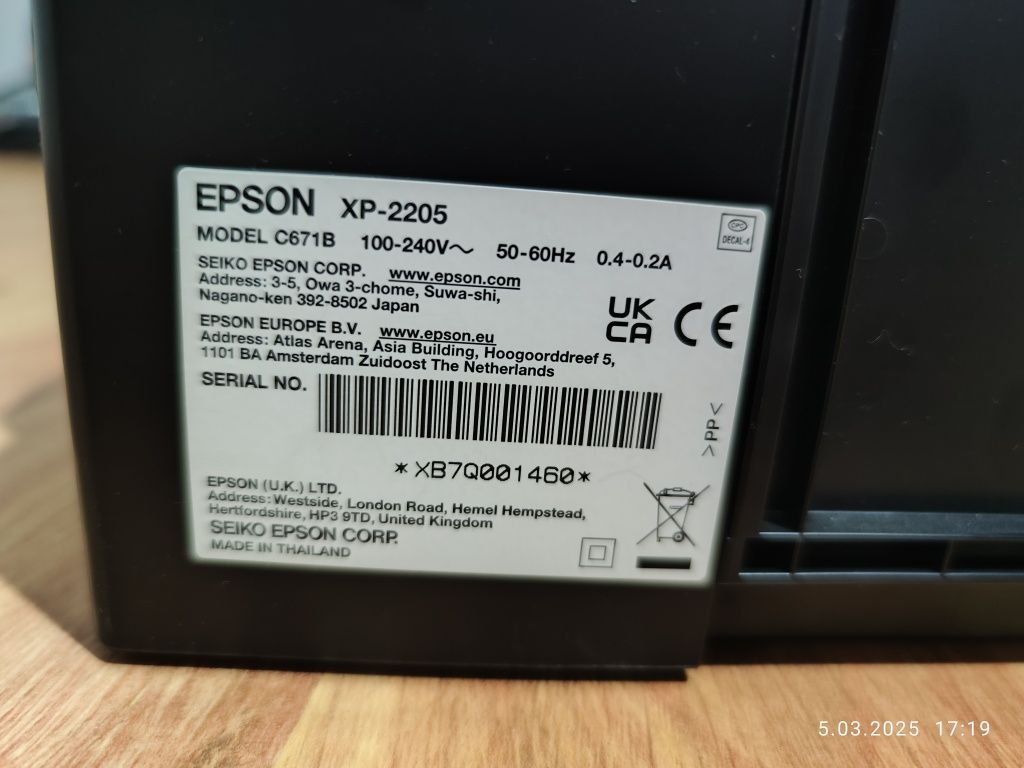 EPSON XP-2205
MODEL C671B 100-240V～ 50-60Hz 0.4-0.2A
CPC
DECAL-4
SEIKO EPSON CORP. www.epson.com
Address: 3-5, Owa 3-chome, Suwa-shi,
Nagano-ken 392-8502 Japan
UK
CA CE
EPSON EUROPE B.V. www.epson.eu
Address: Atlas Arena, Asia Building, Hoogoorddreef 5,
1101 BA Amsterdam Zuidoost The Netherlands
SERIAL NO.
>PP<
*XB7Q001460*
EPSON (U.K.) LTD.
Address: Westside, London Road, Hemel Hempstead,
Hertfordshire, HP3 9TD, United Kingdom
SEIKO EPSON CORP.
MADE IN THAILAND
5.03.2025 17:19